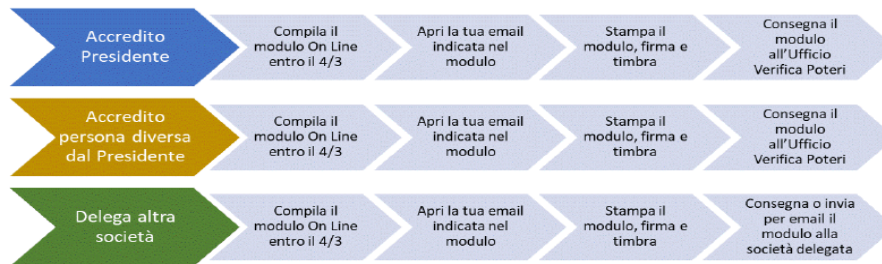 Accredito
Presidente
Compila il
modulo On Line
entro il 4/3
Apri la tua email
indicata nel
modulo
Stampa il
modulo, firma e
timbra
Consegna il
modulo
all'Ufficio
Verifica Poteri
Accredito
persona diversa
dal Presidente
Compila il
modulo On Line
entro il 4/3
Apri la tua email
indicata nel
modulo
Stampa il
modulo, firma e
timbra
Consegna il
modulo
all'Ufficio
Verifica Poteri
Delega altra
società
Compila il
modulo On Line
entro il 4/3
Apri la tua email
indicata nel
modulo
Stampa il
modulo, firma e
timbra
Consegna o invia
per email il
modulo alla
società delegata